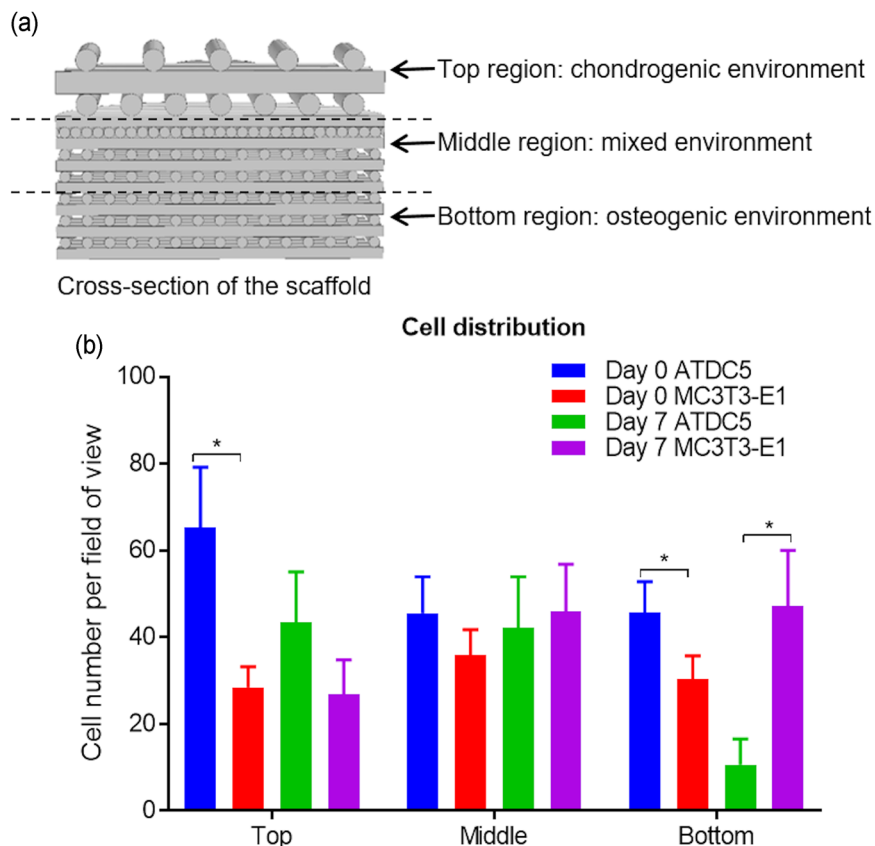 (a)
Top region: chondrogenic environment
Middle region: mixed environment
Bottom region: osteogenic environment
Cross-section of the scaffold
Cell distribution
(b)
100
80
60
40
20
0
Cell number per field of view
Day 0 ATDC5
Day 0 MC3T3-E1
Day 7 ATDC5
Day 7 MC3T3-E1
*
*
*
Top Middle Bottom